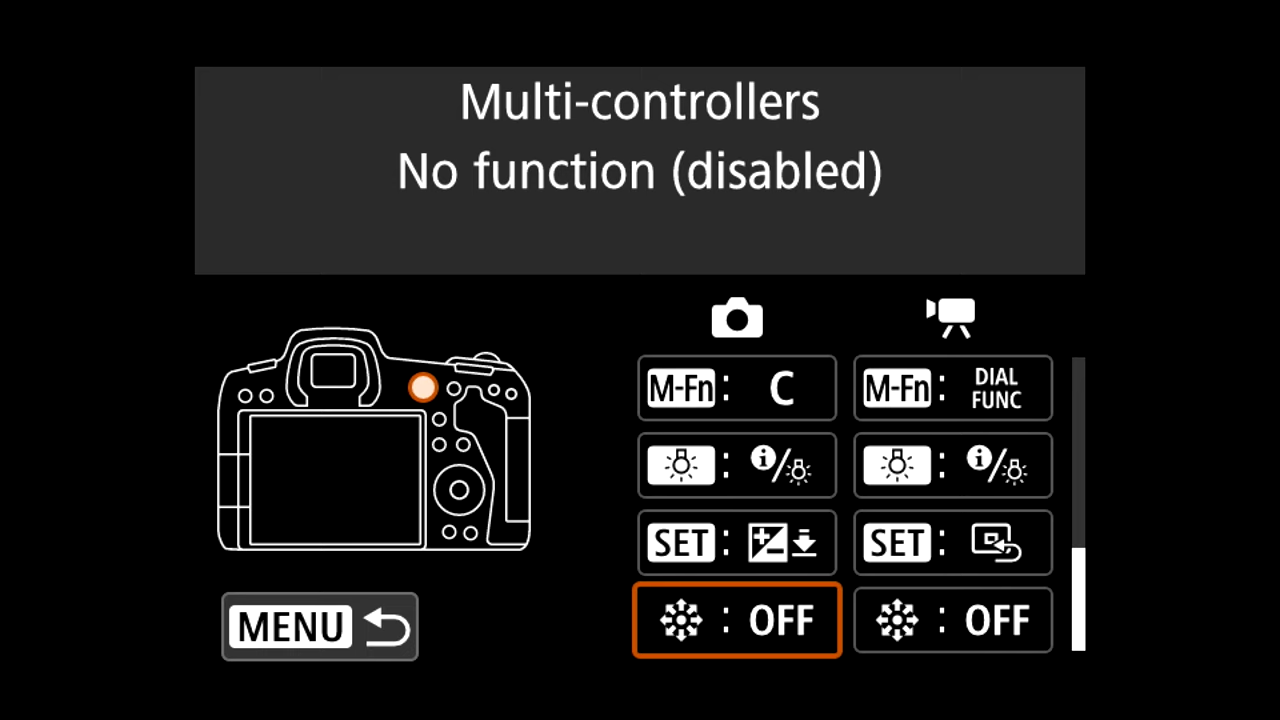 Multi-controllers
No function (disabled)
M-Fn : C
M-Fn : DIAL FUNC
: i/
: i/
SET :
SET :
: OFF
: OFF
MENU